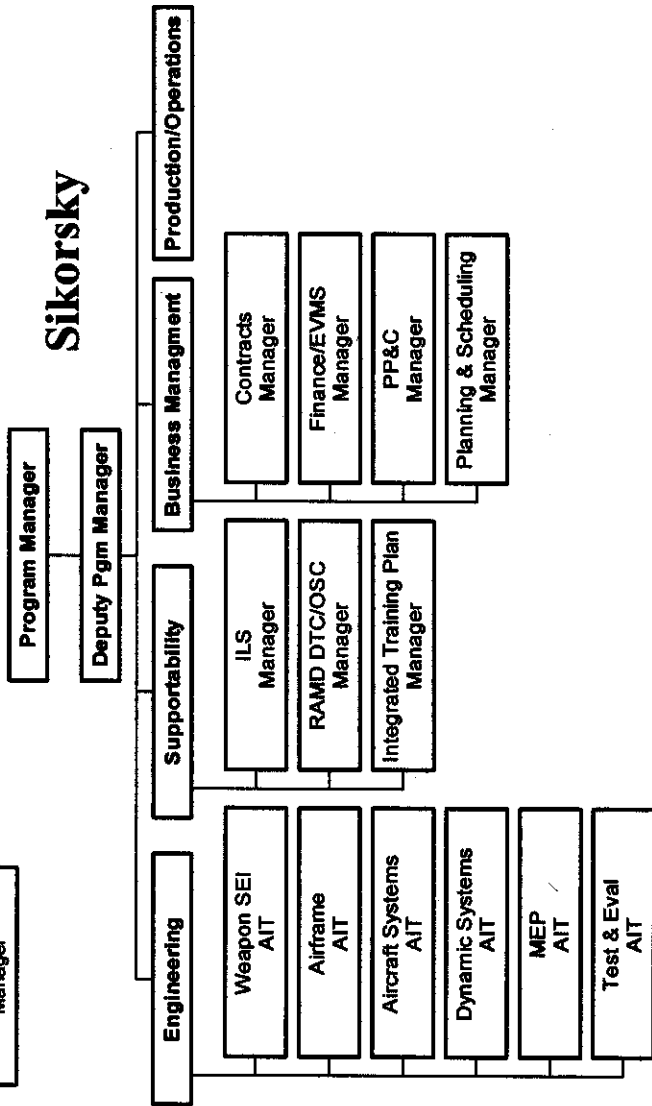 Manager
Sikorsky
Program Manager
Deputy Pgm Manager
Engineering
Supportability
Business Managment
Production/Operations
Weapon SEI
AIT
Airframe
AIT
Aircraft Systems
AIT
Dynamic Systems
AIT
MEP
AIT
Test & Eval
AIT
ILS
Manager
RAMD DTC/OSC
Manager
Integrated Training Plan
Manager
Contracts
Manager
Finance/EVMS
Manager
PP&C
Manager
Planning & Scheduling
Manager